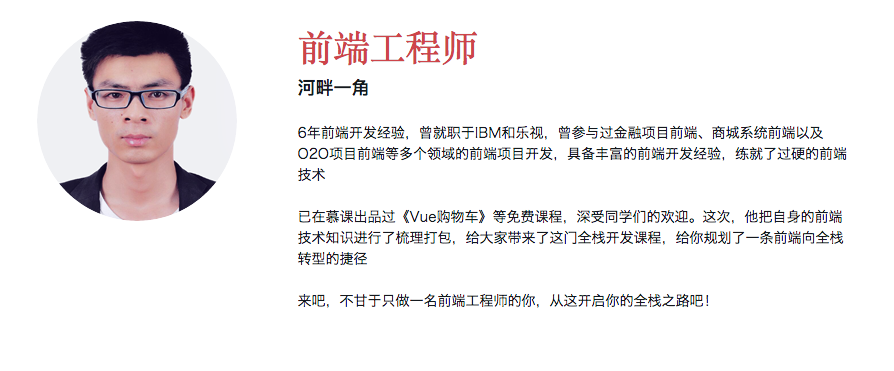 前端工程师
河畔一角
6年前端开发经验，曾就职于IBM和乐视，曾参与过金融项目前端、商城系统前端以及
O2O项目前端等多个领域的前端项目开发，具备丰富的前端开发经验，练就了过硬的前端
技术
已在慕课出品过《Vue购物车》等免费课程，深受同学们的欢迎。这次，他把自身的前端
技术知识进行了梳理打包，给大家带来了这门全栈开发课程，给你规划了一条前端向全栈
转型的捷径
来吧，不甘于只做一名前端工程师的你，从这开启你的全栈之路吧！